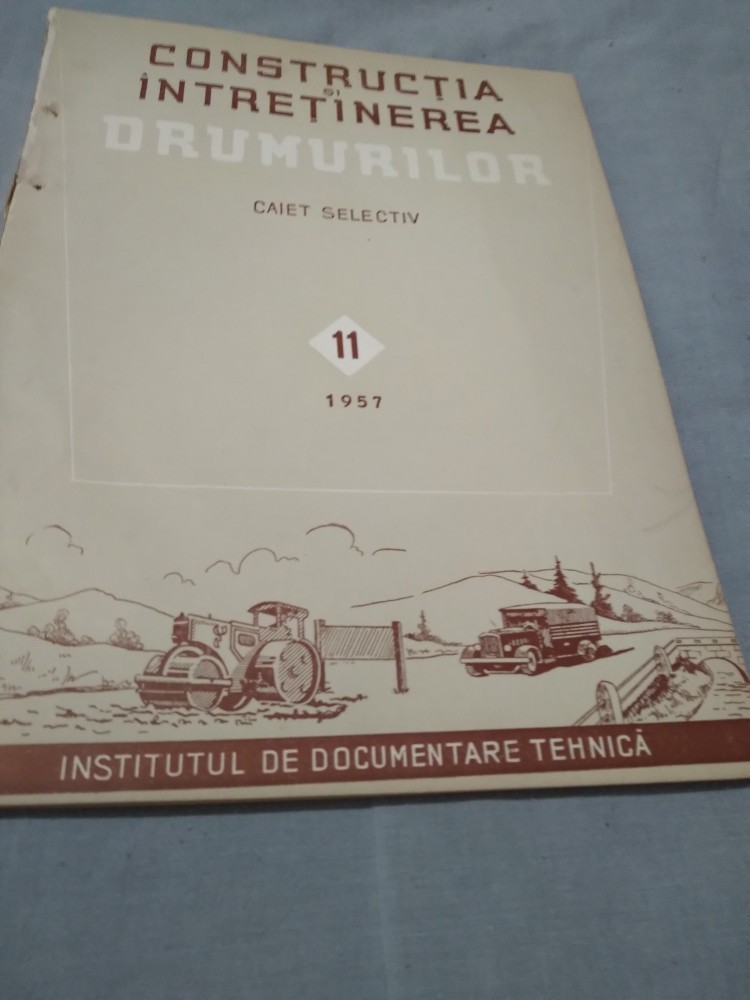 CONSTRUCȚIA
ȘI
ÎNTREȚINEREA
DRUMURILOR
CAIET SELECTIV
11
1957
INSTITUTUL DE DOCUMENTARE TEHNICĂ